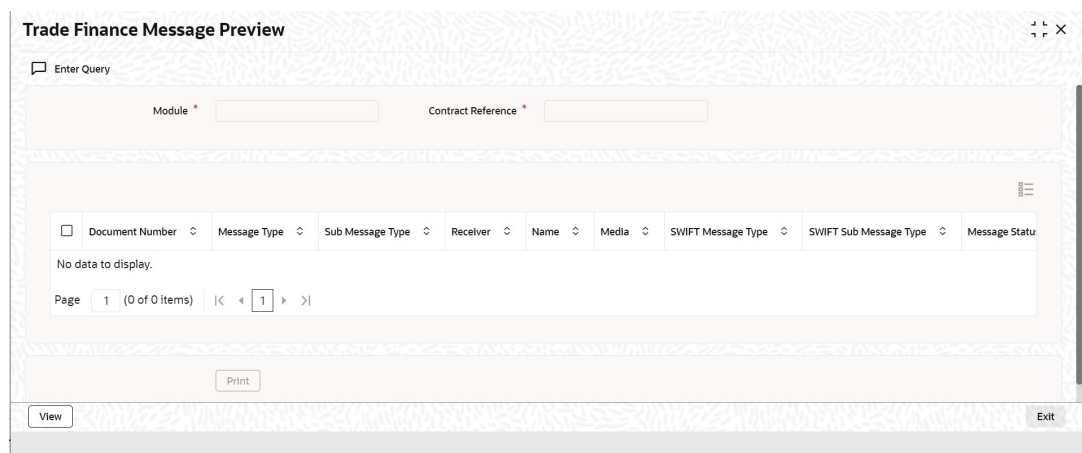 Trade Finance Message Preview
Enter Query
Module * Contract Reference *
Document Number Message Type Sub Message Type Receiver Name Media SWIFT Message Type SWIFT Sub Message Type Message Statu
No data to display.
Page 1 (0 of 0 items) 1
Print
View Exit